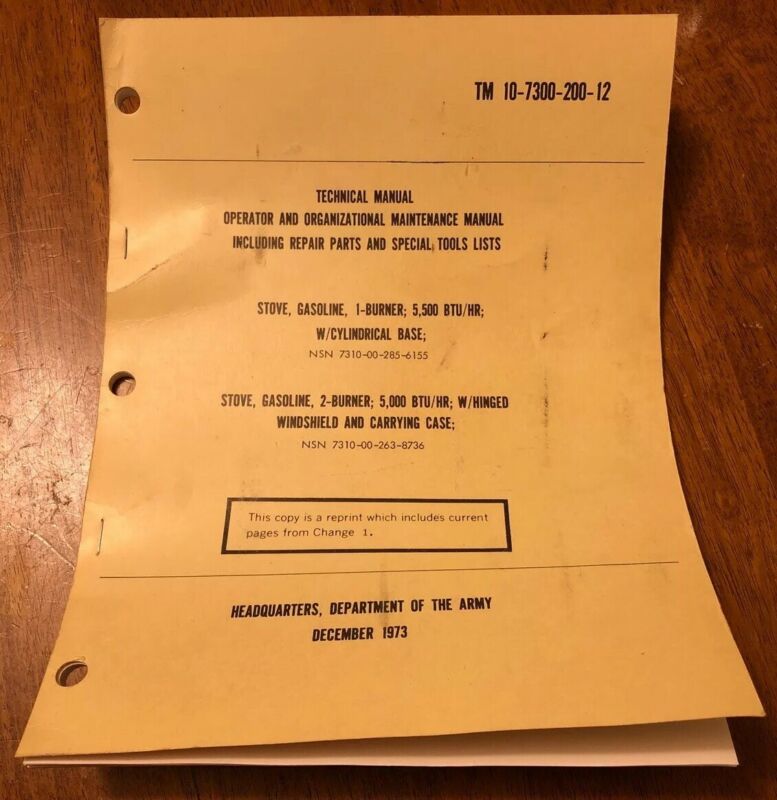 TM 10-7300-200-12
TECHNICAL MANUAL
OPERATOR AND ORGANIZATIONAL MAINTENANCE MANUAL
INCLUDING REPAIR PARTS AND SPECIAL TOOLS LISTS
STOVE, GASOLINE, 1-BURNER; 5,500 BTU/HR;
W/CYLINDRICAL BASE;
NSN 7310-00-285-6155
STOVE, GASOLINE, 2-BURNER; 5,000 BTU/HR; W/HINGED
WINDSHIELD AND CARRYING CASE;
NSN 7310-00-263-8736
This copy is a reprint which includes current
pages from Change 1.
HEADQUARTERS, DEPARTMENT OF THE ARMY
DECEMBER 1973